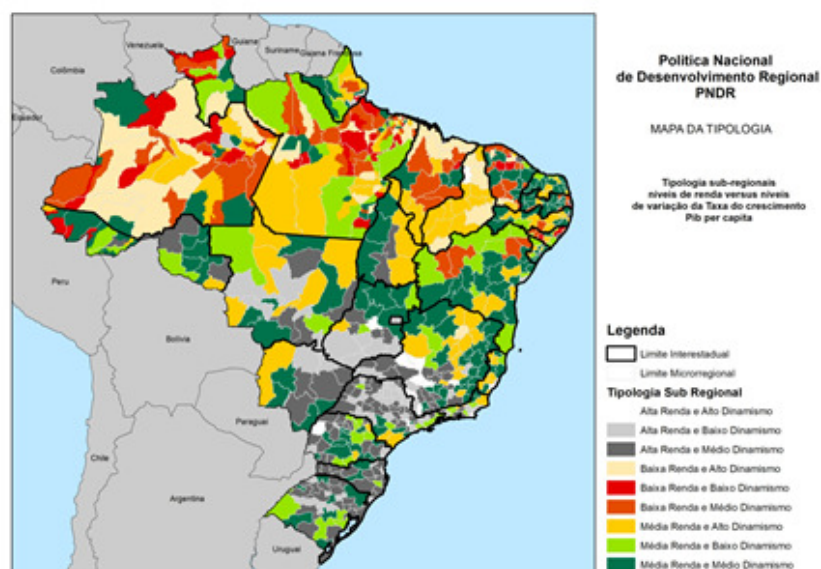 Política Nacional
de Desenvolvimento Regional
PNDR
MAPA DA TIPOLOGIA
Tipologia sub-regionais
níveis de renda versus níveis
de variação da Taxa do crescimento
Pib per capita
Venezuela
Guiana
Suriname
Guiana Francesa
Colômbia
Equador
Peru
Bolívia
Paraguai
Chile
Argentina
Uruguai
Legenda
Limite Interestadual
Limite Microrregional
Tipologia Sub Regional
Alta Renda e Alto Dinamismo
Alta Renda e Baixo Dinamismo
Alta Renda e Médio Dinamismo
Baixa Renda e Alto Dinamismo
Baixa Renda e Baixo Dinamismo
Baixa Renda e Médio Dinamismo
Média Renda e Alto Dinamismo
Média Renda e Baixo Dinamismo
Média Renda e Médio Dinamismo